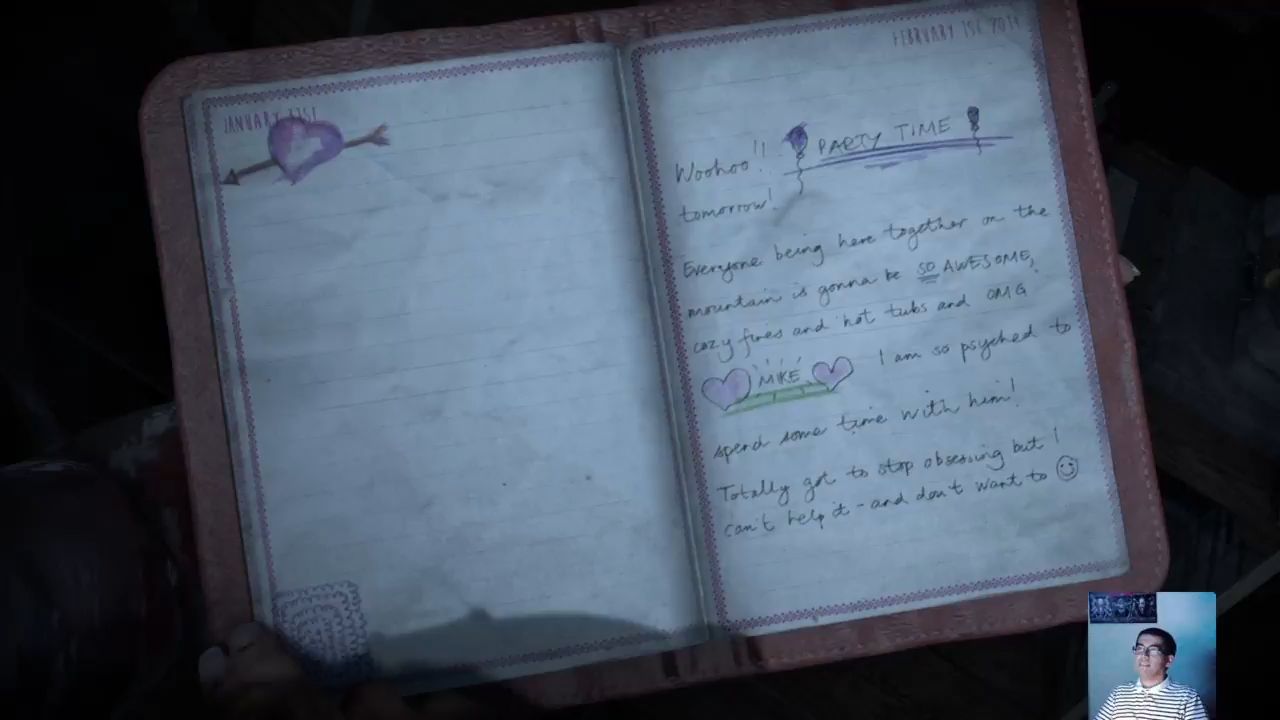 JANUARY 31ST
FEBRUARY 1ST 2014
Woohoo!! PARTY TIME
tomorrow!
Everyone being here together on the
mountain is gonna be SO AWESOME,
cozy fires and hot tubs and OMG
MIKE I am so psyched to
spend some time with him!
Totally got to stop obsessing but I
can't help it - and don't want to